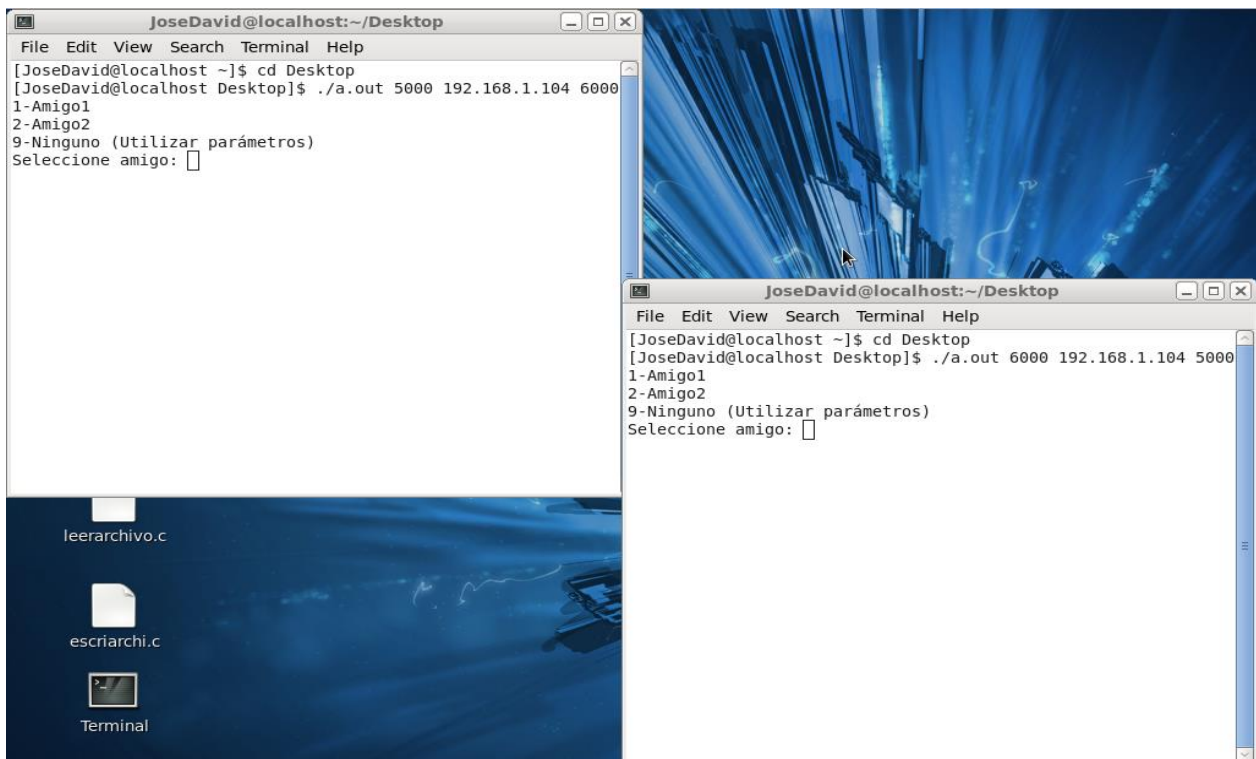 JoseDavid@localhost:~/Desktop
File Edit View Search Terminal Help
[JoseDavid@localhost ~]$ cd Desktop
[JoseDavid@localhost Desktop]$ ./a.out 5000 192.168.1.104 6000
1-Amigo1
2-Amigo2
9-Ninguno (Utilizar parámetros)
Seleccione amigo:
JoseDavid@localhost:~/Desktop
File Edit View Search Terminal Help
[JoseDavid@localhost ~]$ cd Desktop
[JoseDavid@localhost Desktop]$ ./a.out 6000 192.168.1.104 5000
1-Amigo1
2-Amigo2
9-Ninguno (Utilizar parámetros)
Seleccione amigo:
leerarchivo.c
escriarchi.c
Terminal